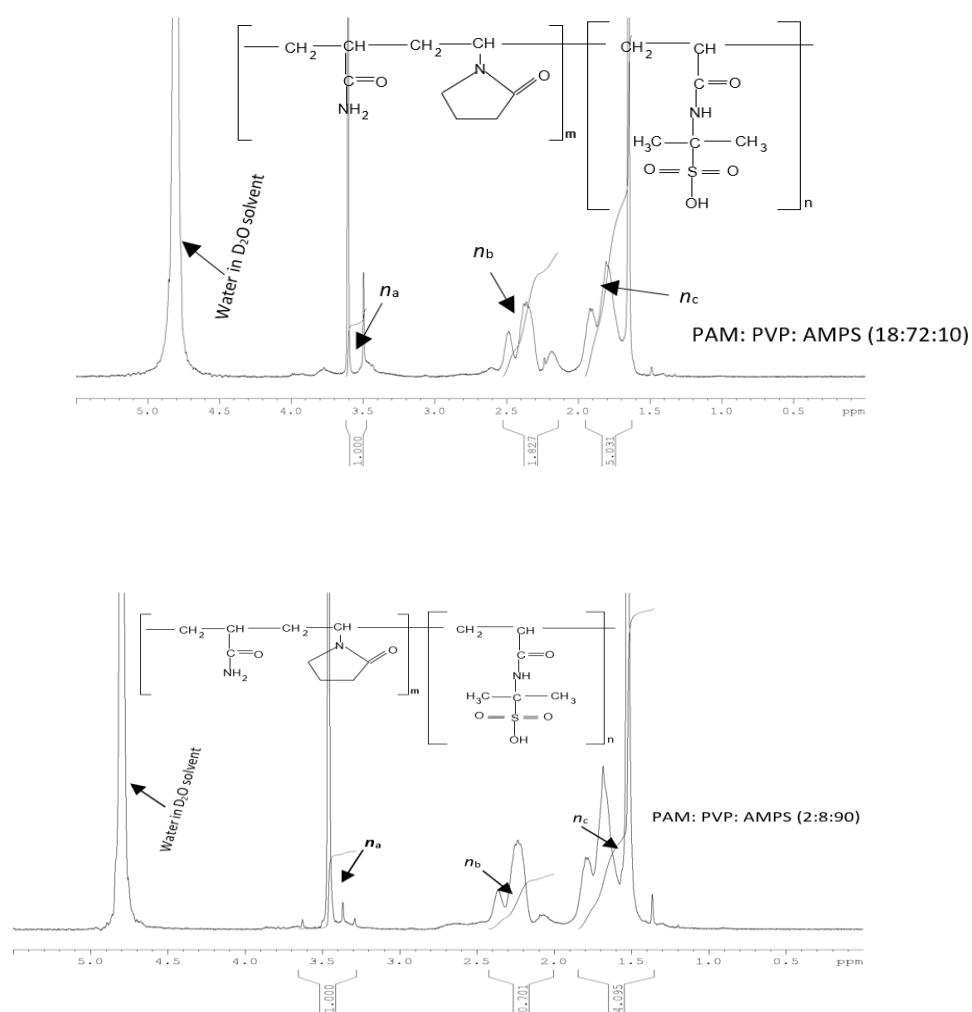 CH2 CH CH2 CH CH2 CH
C=O N O C=O
NH2 NH
m H3C C CH3
O = S = O
OH n
Water in D2O solvent
na
nb
nc
PAM: PVP: AMPS (18:72:10)
5.0 4.5 4.0 3.5 3.0 2.5 2.0 1.5 1.0 0.5 ppm
1.000 1.827 5.031
CH2 CH CH2 CH CH2 CH
C=O N O C=O
NH2 NH
m H3C C CH3
O = S = O
OH n
Water in D2O solvent
na
nb
nc
PAM: PVP: AMPS (2:8:90)
5.0 4.5 4.0 3.5 3.0 2.5 2.0 1.5 1.0 0.5 ppm
1.000 0.701 4.095